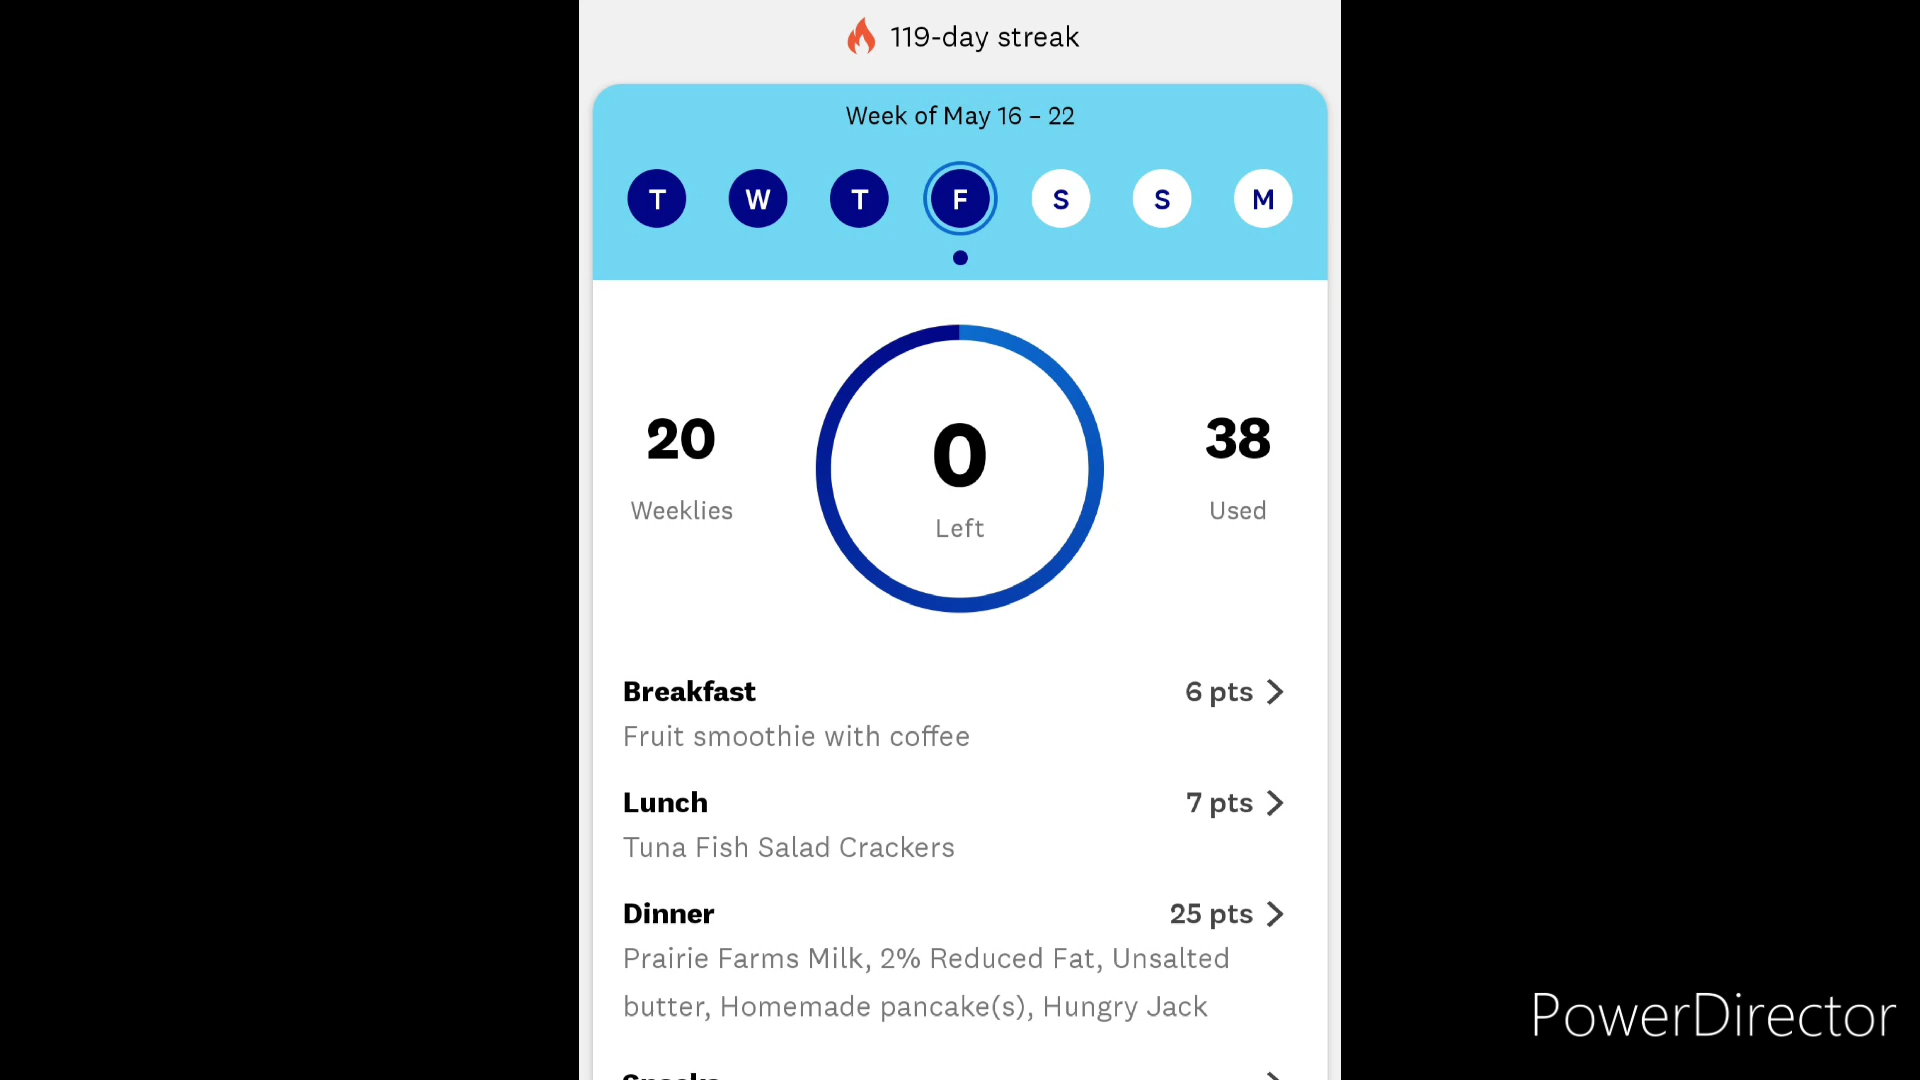 119-day streak
Week of May 16 – 22
T W T F S S M
20 0 38
Weeklies Left Used
Breakfast 6 pts
Fruit smoothie with coffee
Lunch 7 pts
Tuna Fish Salad Crackers
Dinner 25 pts
Prairie Farms Milk, 2% Reduced Fat, Unsalted
butter, Homemade pancake(s), Hungry Jack
PowerDirector